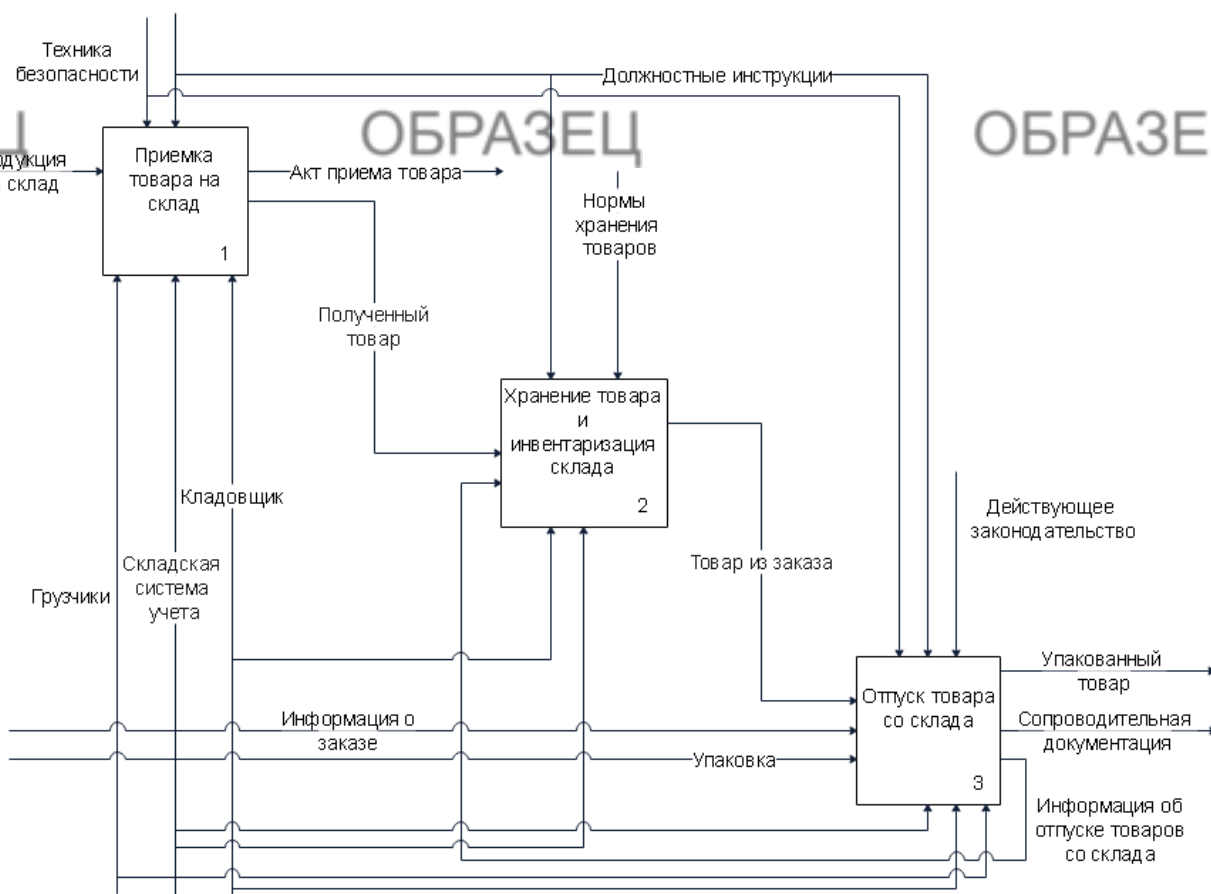 Техника
безопасности
Должностные инструкции
ОБРАЗЕЦ
склад
Приемка
товара на
склад
1
Акт приема товара
Нормы
хранения
товаров
Полученный
товар
Хранение товара
и
инвентаризация
склада
2
Кладовщик
Складская
система
учета
Грузчики
Действующее
законодательство
Товар из заказа
Отпуск товара
со склада
3
Упакованный
товар
Информация о
заказе
Сопроводительная
документация
Упаковка
Информация об
отпуске товаров
со склада